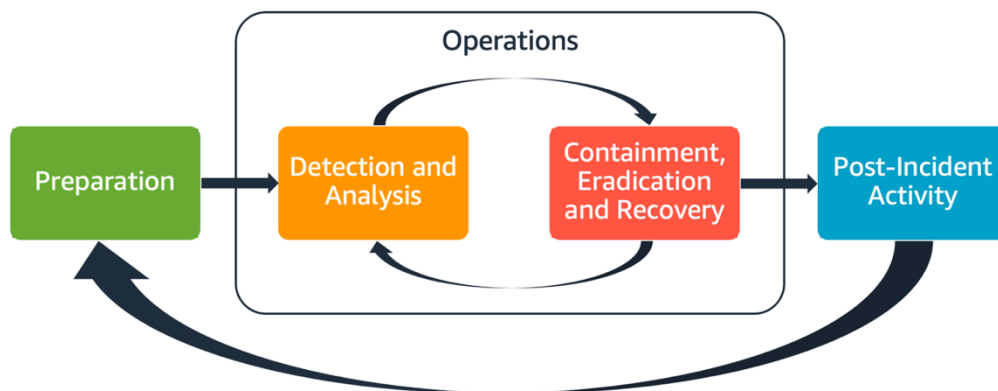 Operations
Preparation
Detection and
Analysis
Containment,
Eradication
and Recovery
Post-Incident
Activity